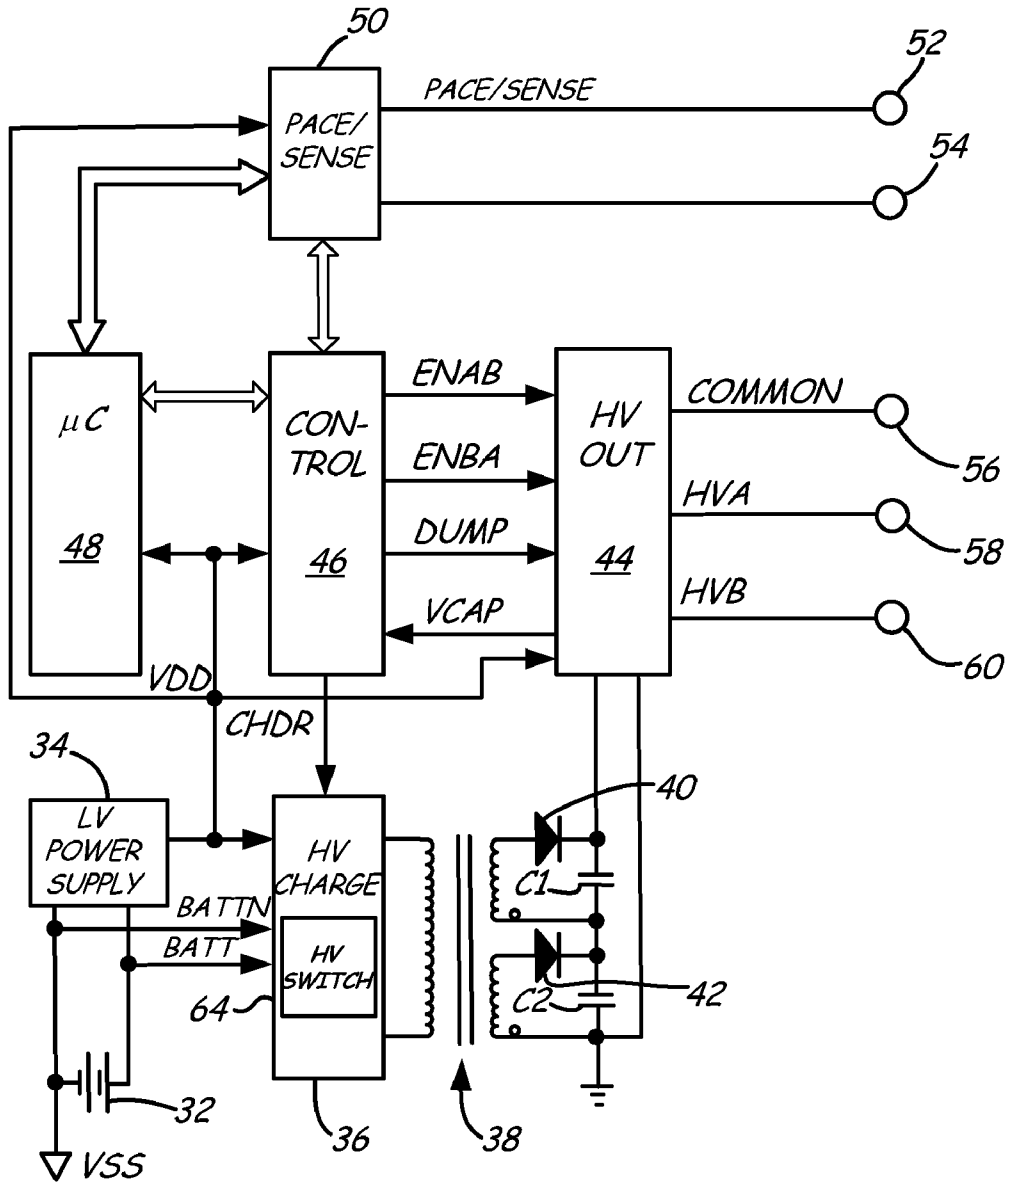 50
52
PACE/SENSE
PACE/
SENSE
54
ENAB
μC
CON-
TROL
HV
OUT
COMMON
56
ENBA
HVA
48
46
DUMP
44
58
HVB
VCAP
60
VDD
CHDR
34
40
LV
POWER
SUPPLY
HV
CHARGE
C1
BATTN
BATT
HV
SWITCH
C2
42
64
32
36
38
VSS